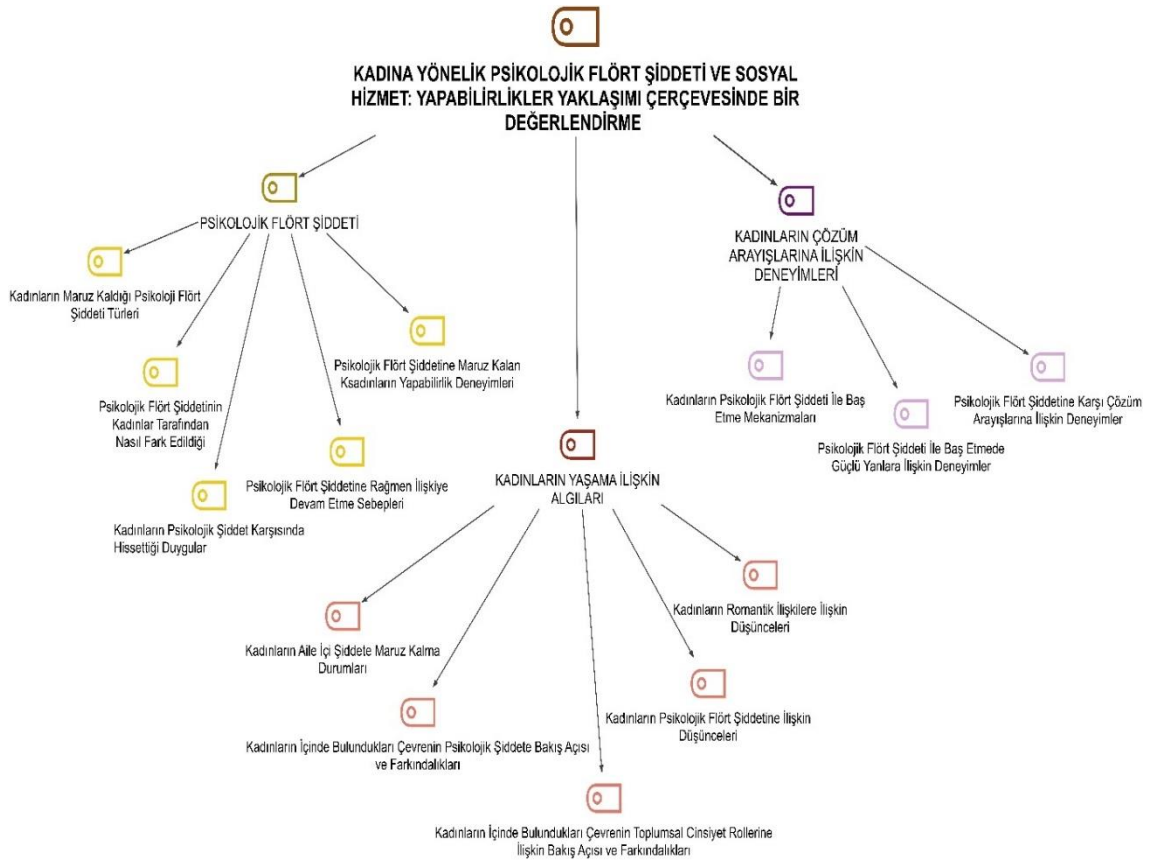 KADINA YÖNELİK PSİKOLOJİK FLÖRT ŞİDDETİ VE SOSYAL
HİZMET: YAPABİLİRLİKLER YAKLAŞIMI ÇERÇEVESİNDE BİR
DEĞERLENDİRME
PSİKOLOJİK FLÖRT ŞİDDETİ
Kadınların Maruz Kaldığı Psikoloji Flört
Şiddeti Türleri
Psikolojik Flört Şiddetinin
Kadınlar Tarafından
Nasıl Fark Edildiği
Kadınların Psikolojik Şiddet Karşısında
Hissettiği Duygular
Psikolojik Flört Şiddetine Rağmen İlişkiye
Devam Etme Sebepleri
Psikolojik Flört Şiddetine Maruz Kalan
Ksadınların Yapabilirlik Deneyimleri
KADINLARIN YAŞAMA İLİŞKİN
ALGILARI
Kadınların Aile İçi Şiddete Maruz Kalma
Durumları
Kadınların İçinde Bulundukları Çevrenin Psikolojik Şiddete Bakış Açısı
ve Farkındalıkları
Kadınların İçinde Bulundukları Çevrenin Toplumsal Cinsiyet Rollerine
İlişkin Bakış Açısı ve Farkındalıkları
Kadınların Psikolojik Flört Şiddetine İlişkin
Düşünceleri
Kadınların Romantik İlişkilere İlişkin
Düşünceleri
KADINLARIN ÇÖZÜM
ARAYIŞLARINA İLİŞKİN
DENEYİMLERİ
Kadınların Psikolojik Flört Şiddeti İle Baş
Etme Mekanizmaları
Psikolojik Flört Şiddeti İle Baş Etmede
Güçlü Yanlara İlişkin Deneyimler
Psikolojik Flört Şiddetine Karşı Çözüm
Arayışlarına İlişkin Deneyimler